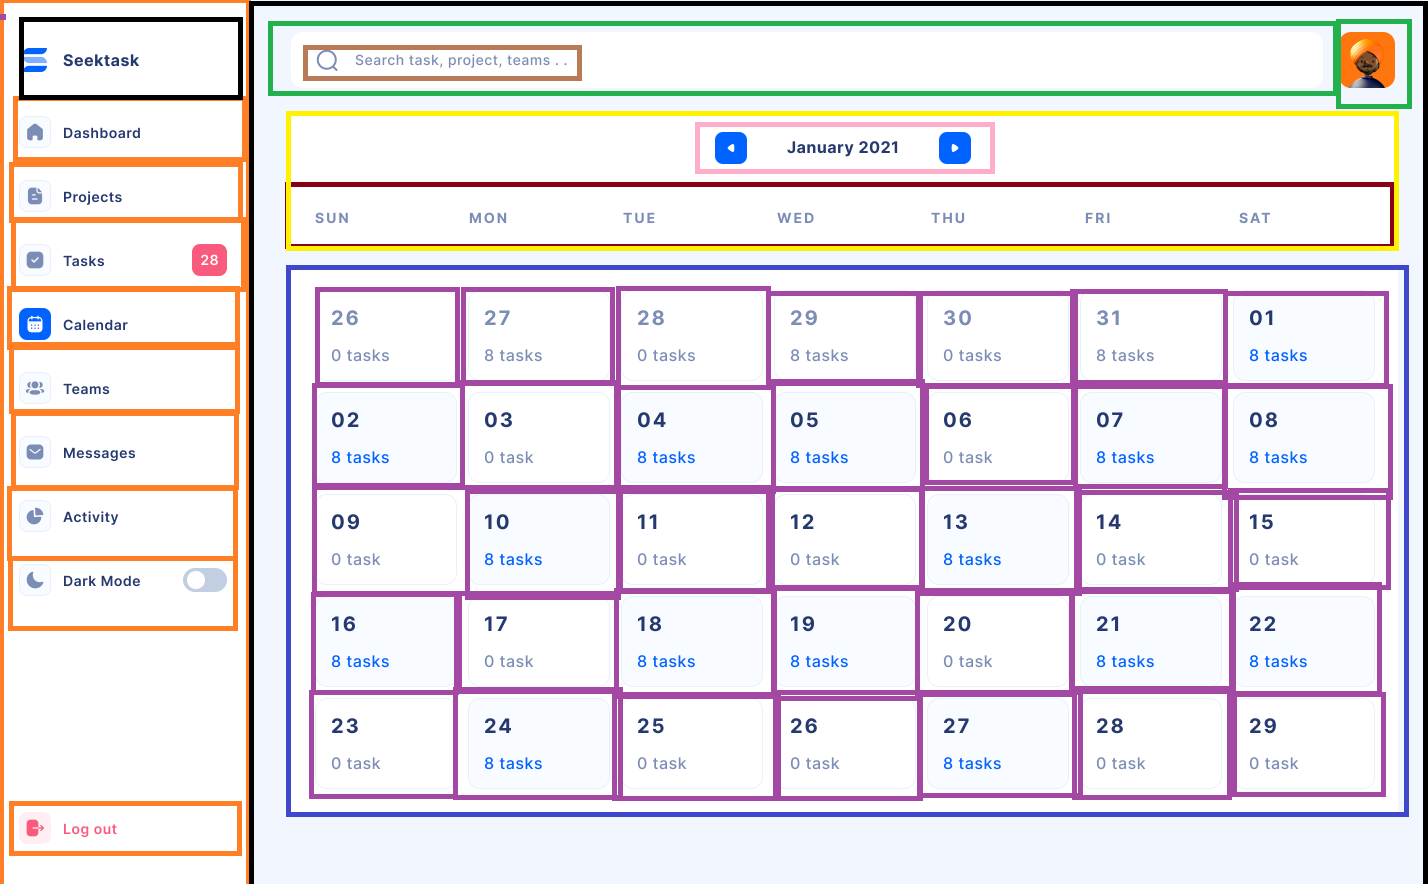 Seektask
Dashboard
Projects
Tasks 28
Calendar
Teams
Messages
Activity
Dark Mode
Log out
Search task, project, teams . .
January 2021
SUN MON TUE WED THU FRI SAT
26 27 28 29 30 31 01
0 tasks 8 tasks 0 tasks 8 tasks 0 tasks 8 tasks 8 tasks
02 03 04 05 06 07 08
8 tasks 0 task 8 tasks 8 tasks 0 task 8 tasks 8 tasks
09 10 11 12 13 14 15
0 task 8 tasks 0 task 0 task 8 tasks 0 task 0 task
16 17 18 19 20 21 22
8 tasks 0 task 8 tasks 8 tasks 0 task 8 tasks 8 tasks
23 24 25 26 27 28 29
0 task 8 tasks 0 task 0 task 8 tasks 0 task 0 task